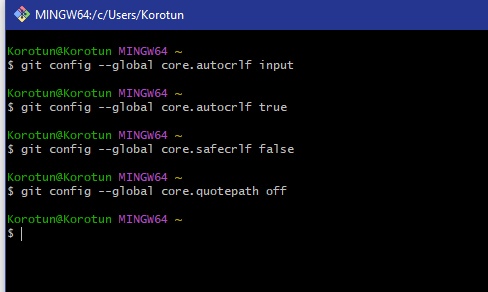 MINGW64:/c/Users/Korotun
Korotun@Korotun MINGW64 ~
$ git config --global core.autocrlf input
Korotun@Korotun MINGW64 ~
$ git config --global core.autocrlf true
Korotun@Korotun MINGW64 ~
$ git config --global core.safecrlf false
Korotun@Korotun MINGW64 ~
$ git config --global core.quotepath off
Korotun@Korotun MINGW64 ~
$